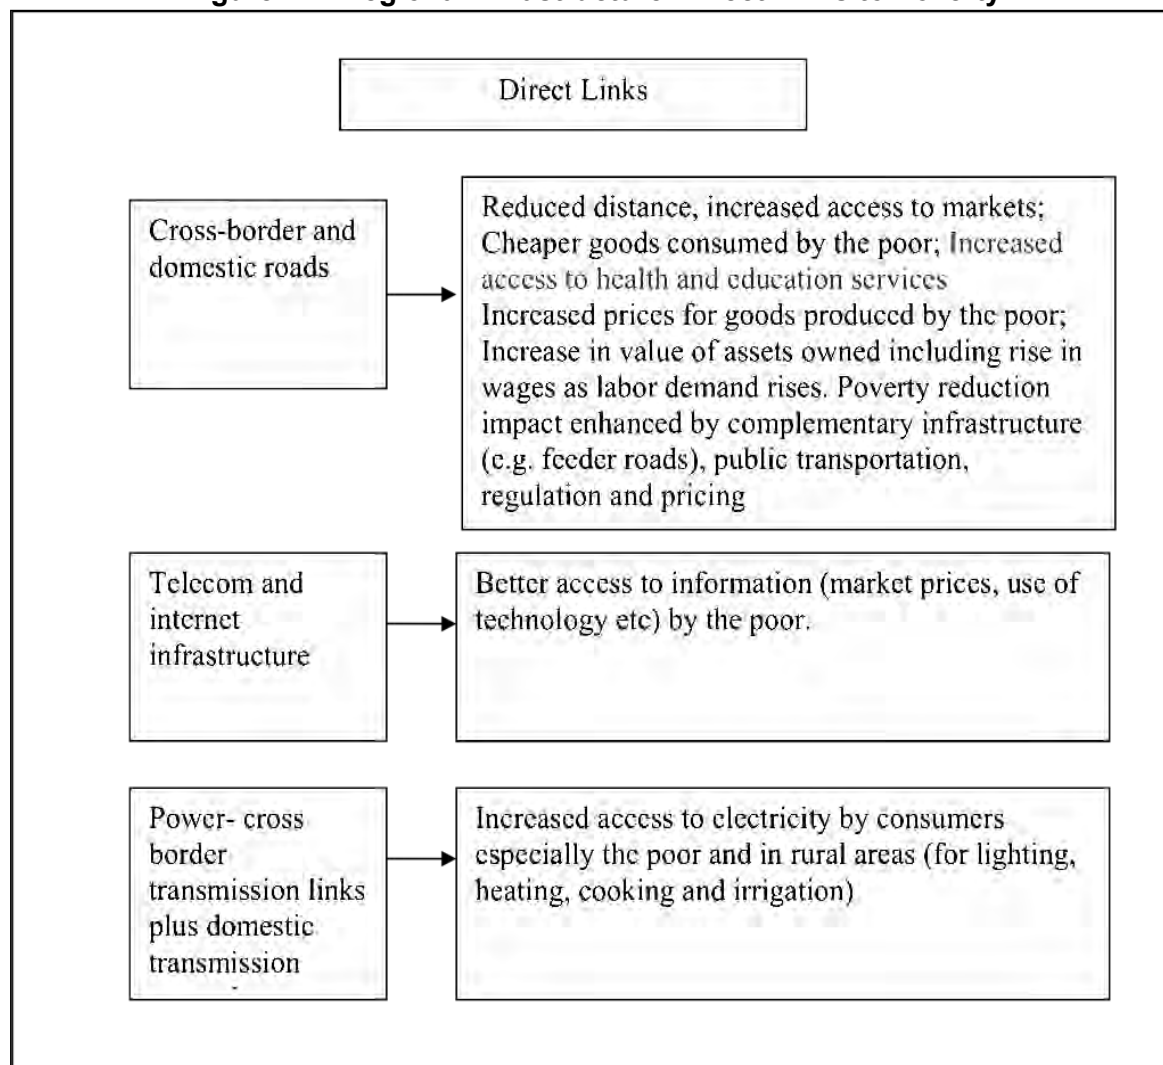 Direct Links
Cross-border and
domestic roads
Reduced distance, increased access to markets;
Cheaper goods consumed by the poor; Increased
access to health and education services
Increased prices for goods produced by the poor;
Increase in value of assets owned including rise in
wages as labor demand rises. Poverty reduction
impact enhanced by complementary infrastructure
(e.g. feeder roads), public transportation,
regulation and pricing
Telecom and
internet
infrastructure
Better access to information (market prices, use of
technology etc) by the poor.
Power- cross
border
transmission links
plus domestic
transmission
Increased access to electricity by consumers
especially the poor and in rural areas (for lighting,
heating, cooking and irrigation)